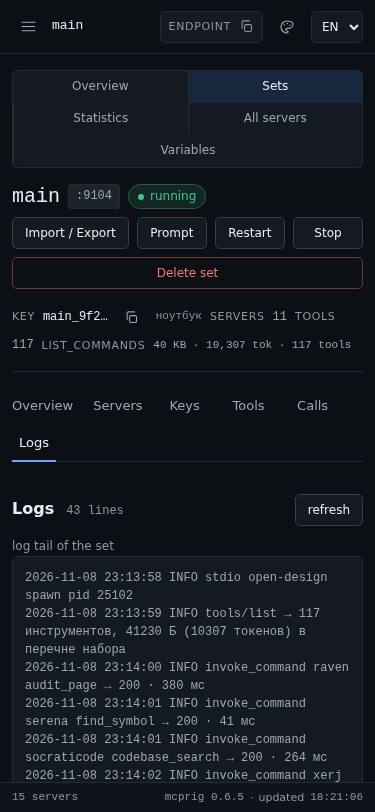 main
ENDPOINT
EN
Overview
Sets
Statistics
All servers
Variables
main :9104 running
Import / Export
Prompt
Restart
Stop
Delete set
KEY main_9f2… ноутбук SERVERS 11 TOOLS
117 LIST_COMMANDS 40 KB · 10,307 tok · 117 tools
Overview Servers Keys Tools Calls
Logs
Logs 43 lines
refresh
log tail of the set
2026-11-08 23:13:58 INFO stdio open-design
spawn pid 25102
2026-11-08 23:13:59 INFO tools/list → 117
инструментов, 41230 Б (10307 токенов) в
перечне набора
2026-11-08 23:14:00 INFO invoke_command raven
audit_page → 200 · 380 мс
2026-11-08 23:14:01 INFO invoke_command
serena find_symbol → 200 · 41 мс
2026-11-08 23:14:01 INFO invoke_command
socraticode codebase_search → 200 · 264 мс
2026-11-08 23:14:02 INFO invoke_command xerj
15 servers
mcprig 0.6.5 · updated 18:21:06